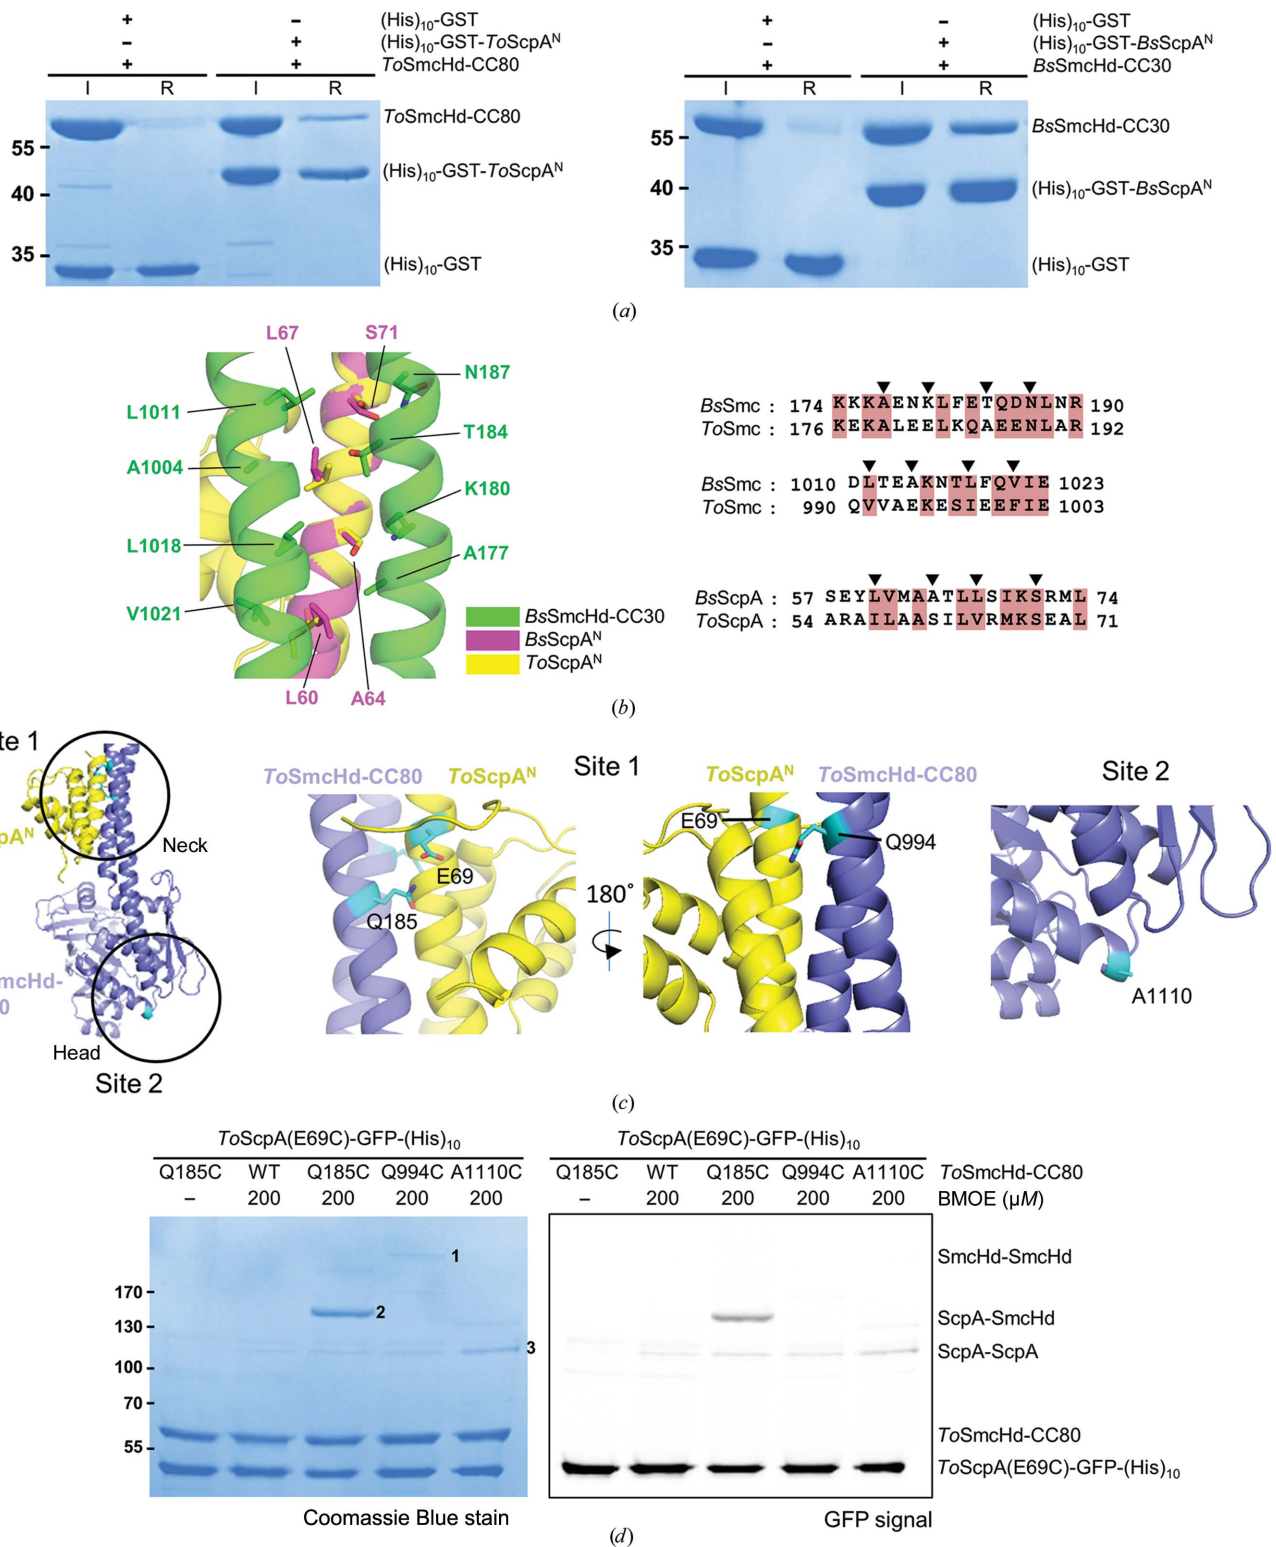 + – (His)10-GST
– + (His)10-GST-ToScpAN
+ + ToSmcHd-CC80
I R I R
ToSmcHd-CC80
55
(His)10-GST-ToScpAN
40
35
(His)10-GST
+ – (His)10-GST
– + (His)10-GST-BsScpAN
+ + BsSmcHd-CC30
I R I R
55
BsSmcHd-CC30
40
(His)10-GST-BsScpAN
35
(His)10-GST
(a)
L67 S71
N187
L1011
T184
A1004
K180
L1018
A177
V1021
L60 A64
BsSmcHd-CC30
BsScpAN
ToScpAN
BsSmc : 174 KKKAENKLFETQDNLNR 190
ToSmc : 176 KEKALEELKQAEENLAR 192
BsSmc : 1010 DLTEAKNTLFQVIE 1023
ToSmc : 990 QVVAEKESIEEFIE 1003
BsScpA : 57 SEYLVMAATLLSIKSRML 74
ToScpA : 54 ARAILAASILVRMKSEAL 71
(b)
te 1
pAN
Neck
mcHd-
0
Head
Site 2
ToSmcHd-CC80 ToScpAN
Site 1
ToScpAN ToSmcHd-CC80
E69
Q185
180°
E69
Q994
Site 2
A1110
(c)
ToScpA(E69C)-GFP-(His)10
Q185C WT Q185C Q994C A1110C
– 200 200 200 200
1
170
2
130
3
100
70
55
Coomassie Blue stain
ToScpA(E69C)-GFP-(His)10
Q185C WT Q185C Q994C A1110C ToSmcHd-CC80
– 200 200 200 200 BMOE (µM)
SmcHd-SmcHd
ScpA-SmcHd
ScpA-ScpA
ToSmcHd-CC80
ToScpA(E69C)-GFP-(His)10
GFP signal
(d)